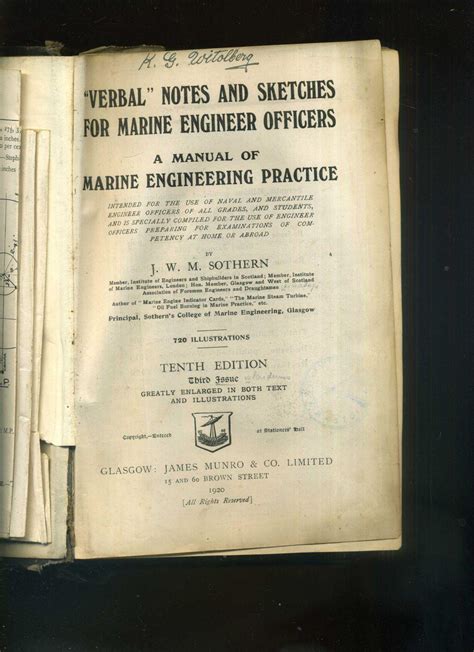 K. G. Witolberg
"VERBAL" NOTES AND SKETCHES
FOR MARINE ENGINEER OFFICERS
A MANUAL OF
MARINE ENGINEERING PRACTICE
INTENDED FOR THE USE OF NAVAL AND MERCANTILE
ENGINEER OFFICERS OF ALL GRADES, AND STUDENTS,
AND IS SPECIALLY COMPILED FOR THE USE OF ENGINEER
OFFICERS PREPARING FOR EXAMINATIONS OF COM-
PETENCY AT HOME OR ABROAD
BY
J. W. M. SOTHERN
Member, Institute of Engineers and Shipbuilders in Scotland; Member, Institute
of Marine Engineers, London; Hon. Member, Glasgow and West of Scotland
Association of Foremen Engineers and Draughtsmen
Author of "Marine Engine Indicator Cards," "The Marine Steam Turbine,"
"Oil Fuel Burning in Marine Practice," etc.
Principal, Sothern's College of Marine Engineering, Glasgow
720 ILLUSTRATIONS
TENTH EDITION
Third Issue
GREATLY ENLARGED IN BOTH TEXT
AND ILLUSTRATIONS
Copyright,—Entered at Stationers' Hall
GLASGOW: JAMES MUNRO & CO. LIMITED
15 AND 60 BROWN STREET
1920
[All Rights Reserved]